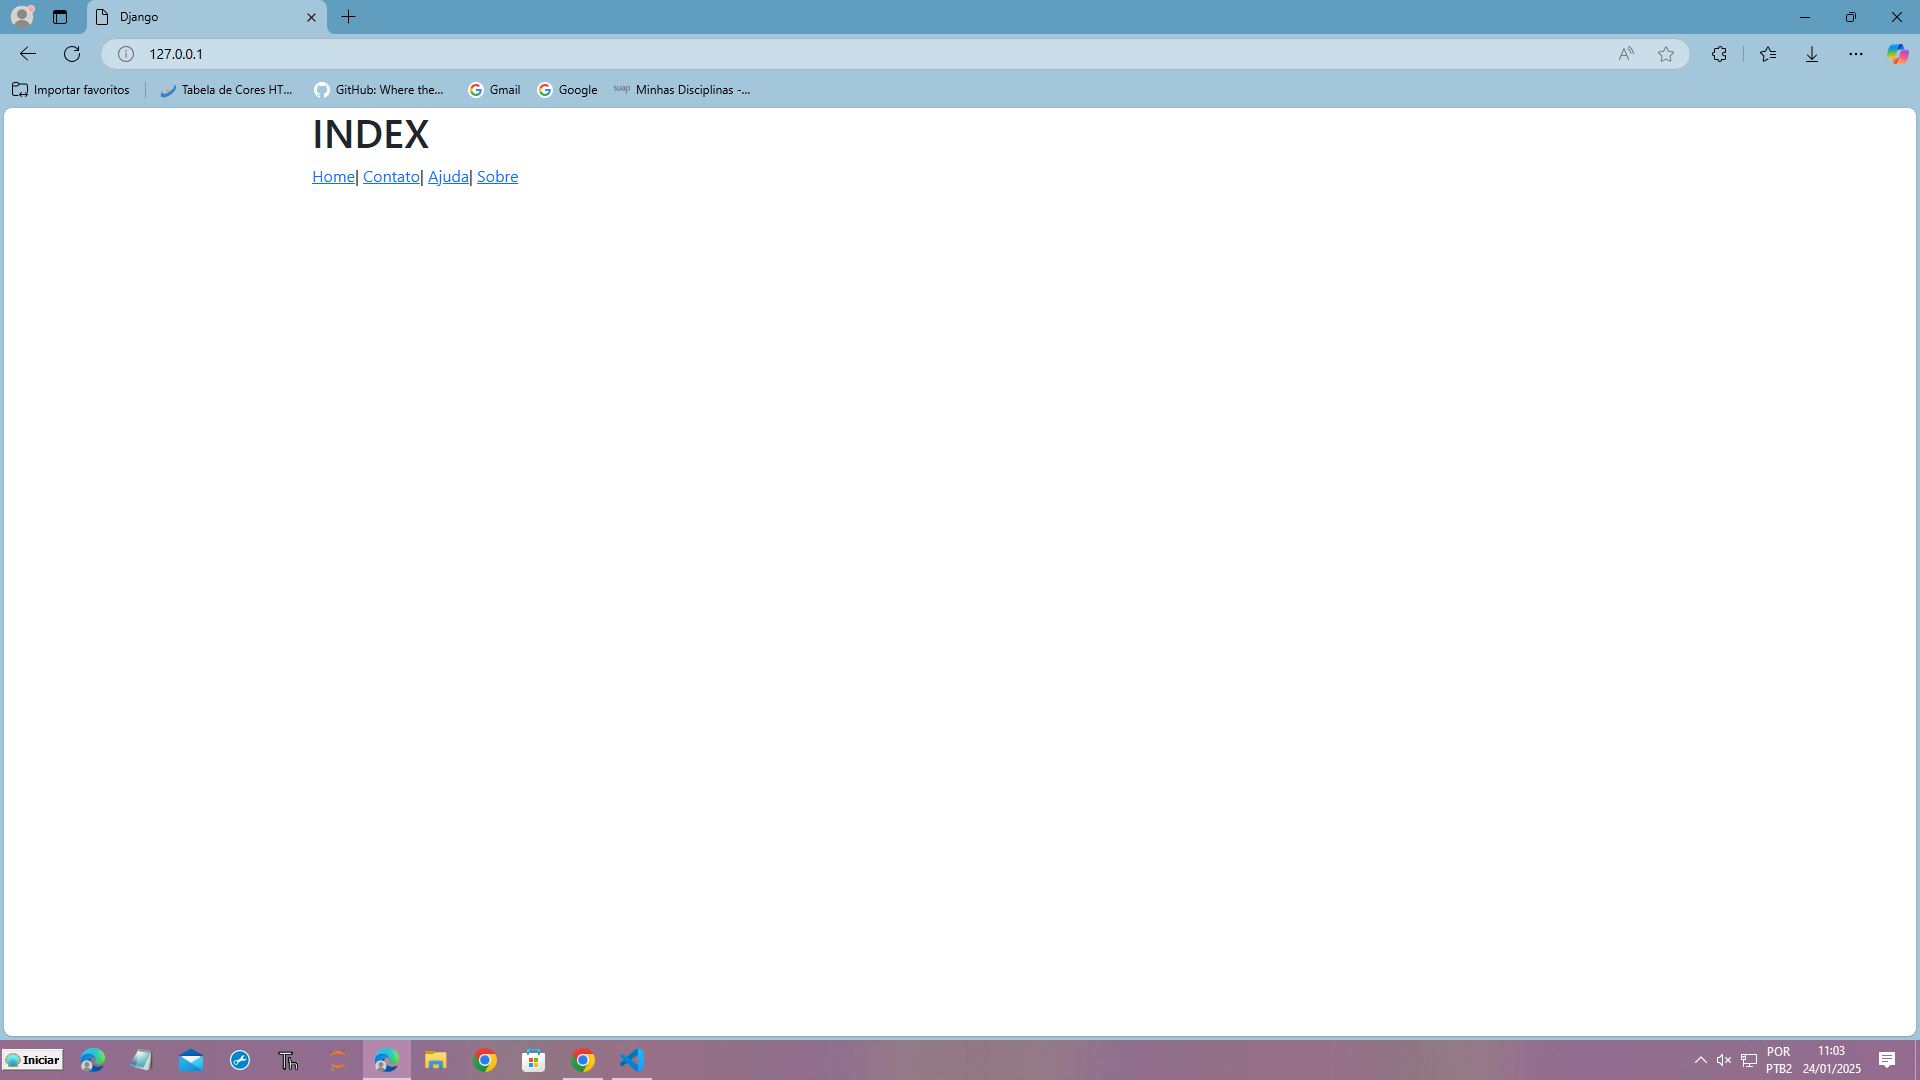 Django
127.0.0.1
Importar favoritos
Tabela de Cores HT...
GitHub: Where the...
Gmail
Google
suap Minhas Disciplinas -...
INDEX
Home| Contato| Ajuda| Sobre
Iniciar
Th
POR
PTB2
11:03
24/01/2025